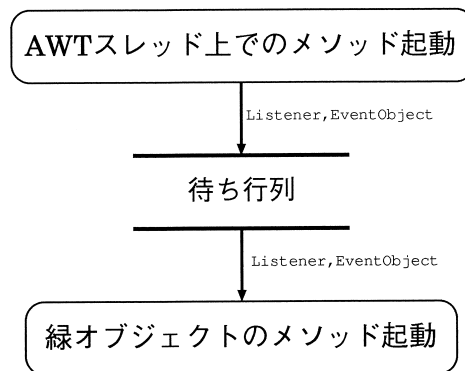 AWTスレッド上でのメソッド起動
Listener,EventObject
待ち行列
Listener,EventObject
緑オブジェクトのメソッド起動